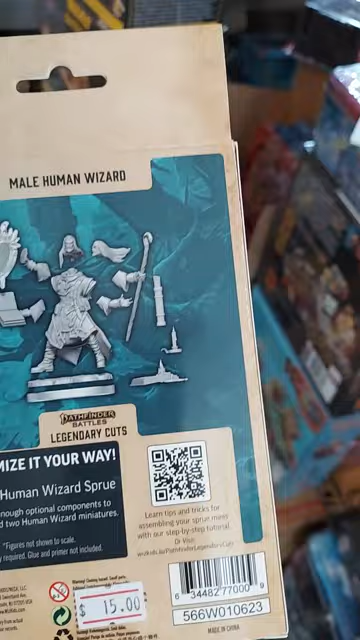 MALE HUMAN WIZARD
PATHFINDER
BATTLES
LEGENDARY CUTS
MIZE IT YOUR WAY!
Human Wizard Sprue
nough optional components to
d two Human Wizard miniatures.
*Figures not shown to scale.
y required. Glue and primer not included.
Learn tips and tricks for
assembling your sprue minis
with our step-by-step tutorial.
Or Visit
wizkids.biz/PathfinderLegendaryCuts
$ 15.00
6 34482 77000 9
566W010623
MADE IN CHINA